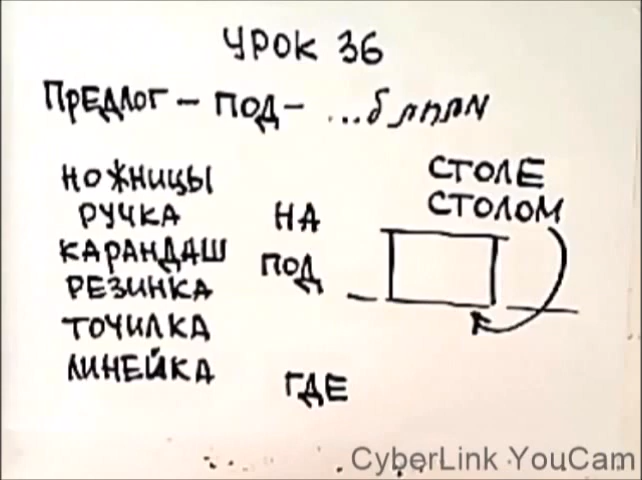 УРОК 36
ПРЕДЛОГ - ПОД -
НОЖНИЦЫ
РУЧКА
КАРАНДАШ
РЕЗИНКА
ТОЧИЛКА
ЛИНЕЙКА
НА
ПОД
ГДЕ
СТОЛЕ
СТОЛОМ
CyberLink YouCam